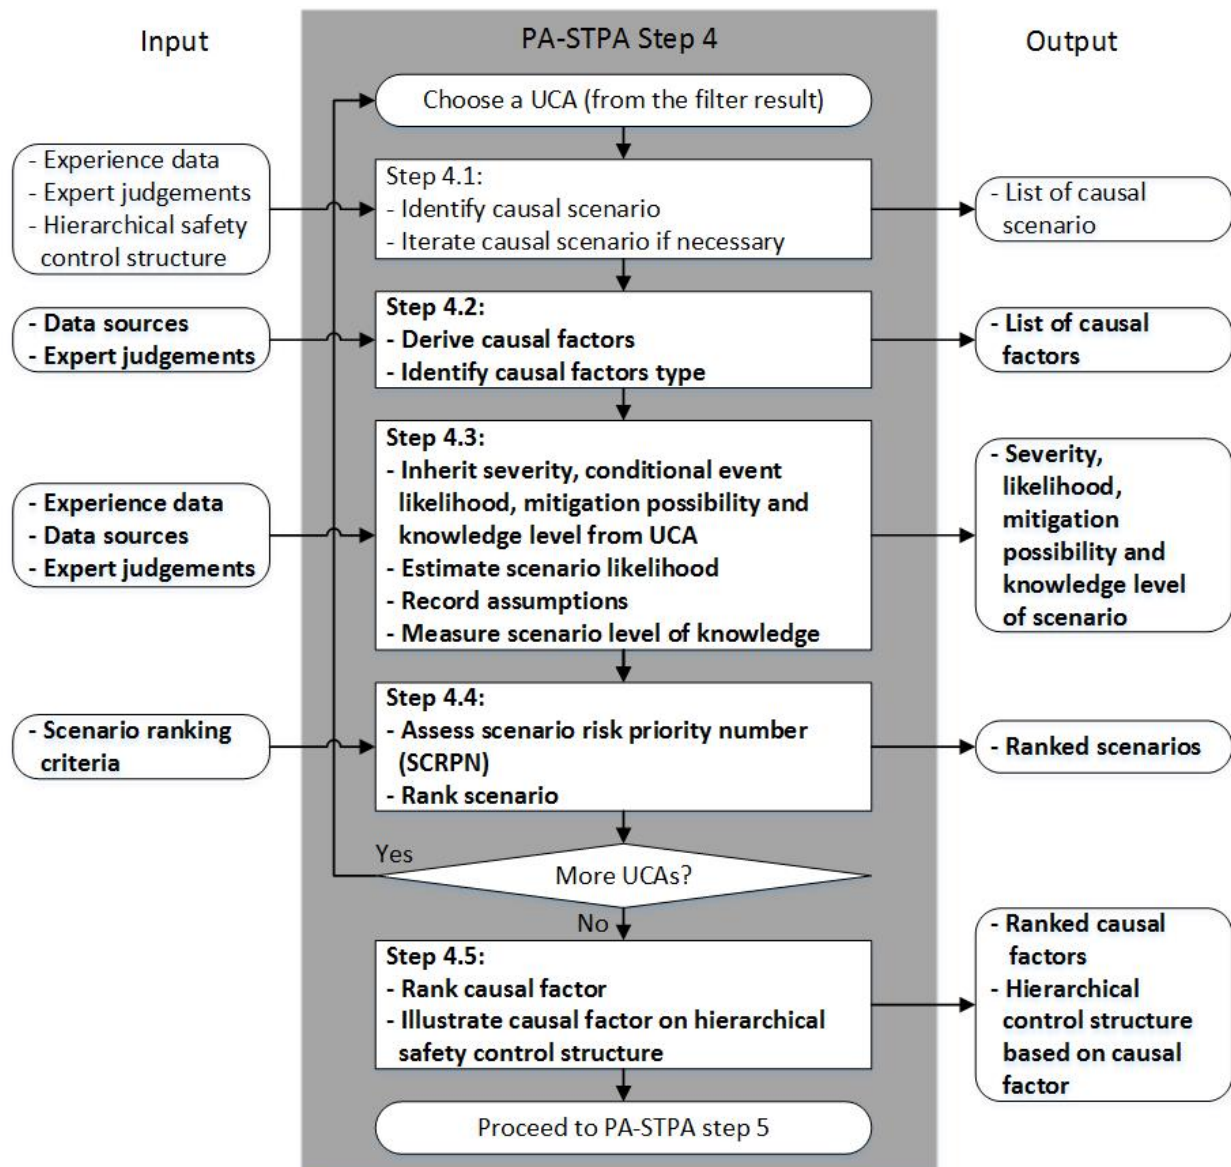 Input
PA-STPA Step 4
Output
Choose a UCA (from the filter result)
- Experience data
- Expert judgements
- Hierarchical safety
control structure
Step 4.1:
- Identify causal scenario
- Iterate causal scenario if necessary
- List of causal
scenario
- Data sources
- Expert judgements
Step 4.2:
- Derive causal factors
- Identify causal factors type
- List of causal
factors
- Experience data
- Data sources
- Expert judgements
Step 4.3:
- Inherit severity, conditional event
likelihood, mitigation possibility and
knowledge level from UCA
- Estimate scenario likelihood
- Record assumptions
- Measure scenario level of knowledge
- Severity,
likelihood,
mitigation
possibility and
knowledge level
of scenario
- Scenario ranking
criteria
Step 4.4:
- Assess scenario risk priority number
(SCRPN)
- Rank scenario
- Ranked scenarios
Yes
More UCAs?
No
Step 4.5:
- Rank causal factor
- Illustrate causal factor on hierarchical
safety control structure
- Ranked causal
factors
- Hierarchical
control structure
based on causal
factor
Proceed to PA-STPA step 5